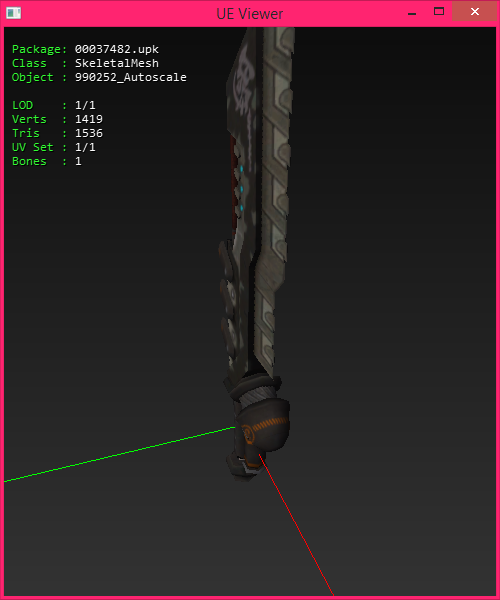 UE Viewer
Package: 00037482.upk
Class : SkeletalMesh
Object : 990252_Autoscale
LOD : 1/1
Verts : 1419
Tris : 1536
UV Set : 1/1
Bones : 1